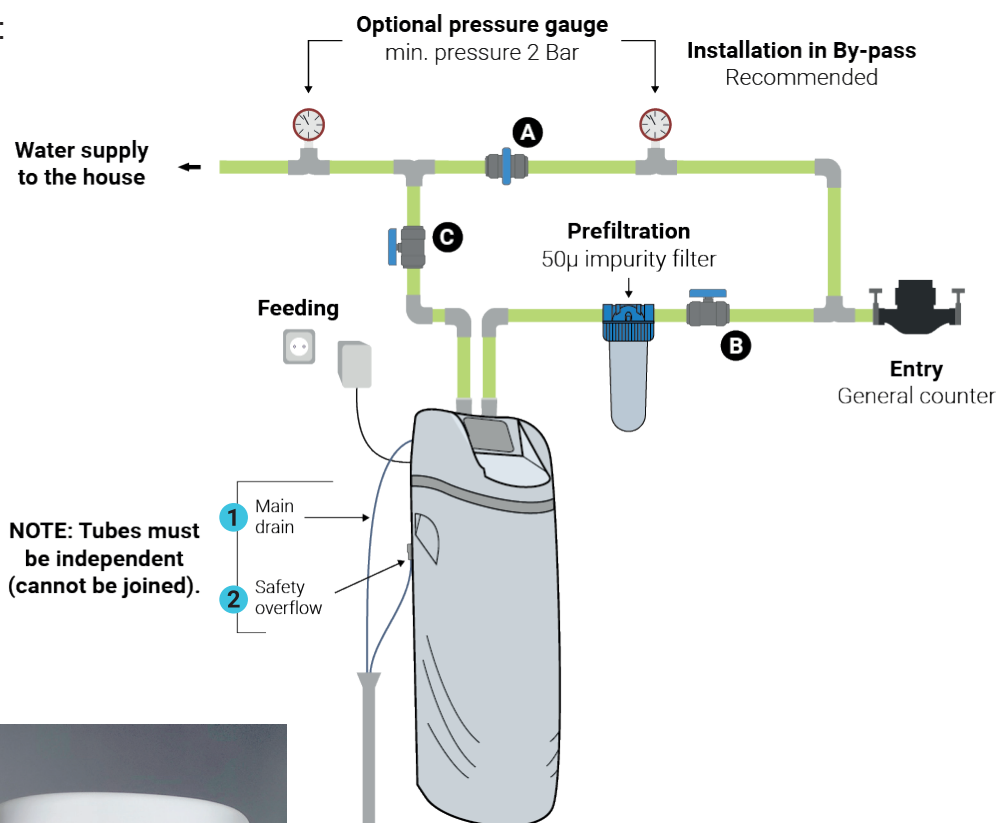 Optional pressure gauge
min. pressure 2 Bar
Installation in By-pass
Recommended
A
Water supply
to the house
C
Prefiltration
50µ impurity filter
Feeding
B
Entry
General counter
1 Main
drain
NOTE: Tubes must
be independent
(cannot be joined).
2 Safety
overflow